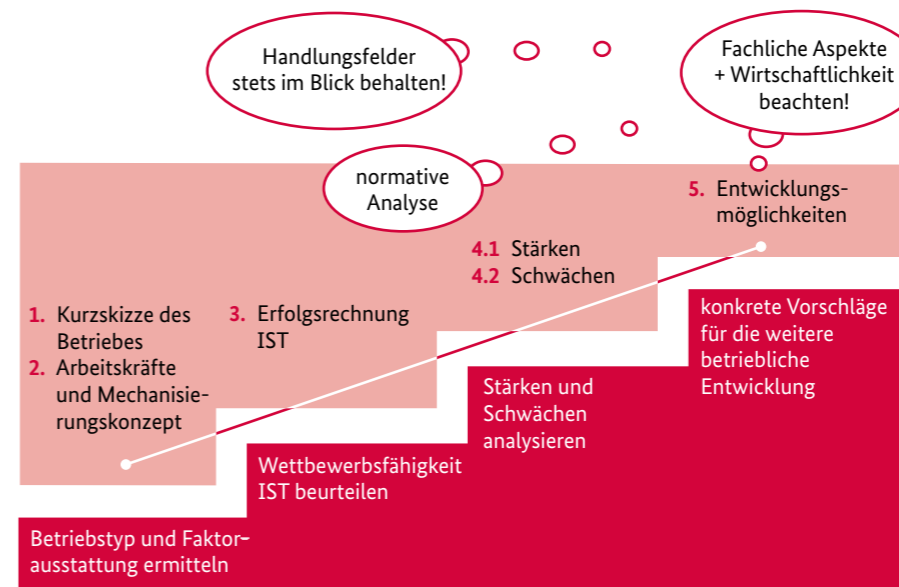 Handlungsfelder
stets im Blick behalten!
Fachliche Aspekte
+ Wirtschaftlichkeit
beachten!
normative
Analyse
5. Entwicklungs-
möglichkeiten
4.1 Stärken
4.2 Schwächen
1. Kurzskizze des
Betriebes
2. Arbeitskräfte
und Mechanisie-
rungskonzept
3. Erfolgsrechnung
IST
konkrete Vorschläge
für die weitere
betriebliche
Entwicklung
Stärken und
Schwächen
analysieren
Wettbewerbsfähigkeit
IST beurteilen
Betriebstyp und Faktor-
ausstattung ermitteln